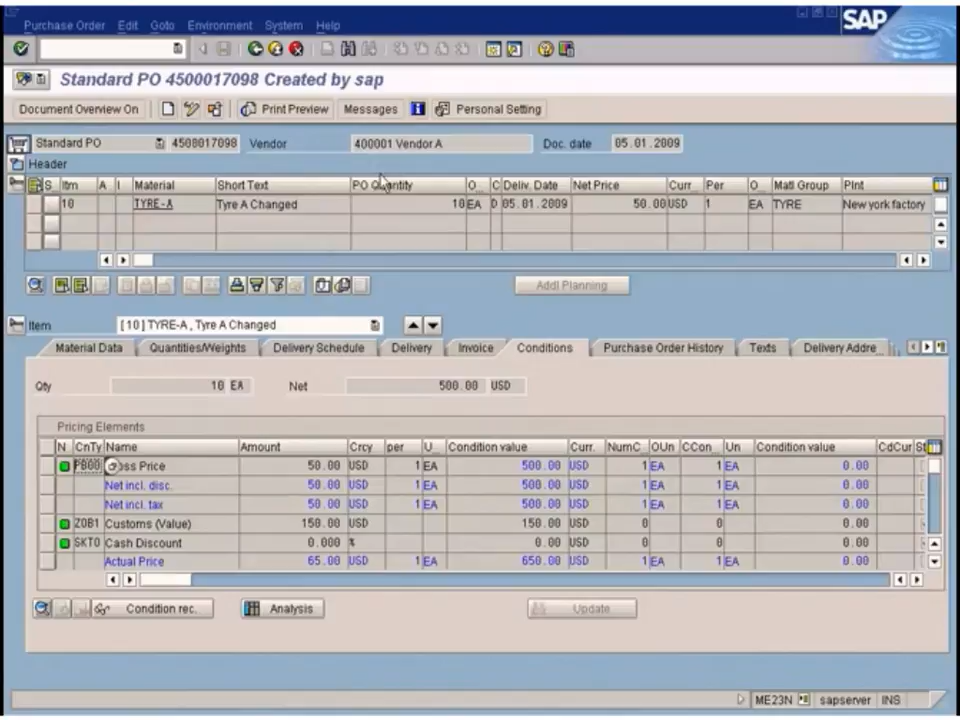 Purchase Order Edit Goto Environment System Help
SAP
Standard PO 4500017098 Created by sap
Document Overview On Print Preview Messages Personal Setting
Standard PO 4500017098 Vendor 400001 Vendor A Doc. date 05.01.2009
Header
S.. Itm A I Material Short Text PO Quantity O... C Deliv. Date Net Price Curr... Per O... Matl Group Plnt
10 TYRE-A Tyre A Changed 10 EA D 05.01.2009 50.00 USD 1 EA TYRE New york factory
Addl Planning
Item [ 10 ] TYRE-A , Tyre A Changed
Material Data Quantities/Weights Delivery Schedule Delivery Invoice Conditions Purchase Order History Texts Delivery Addre
Qty 10 EA Net 500.00 USD
Pricing Elements
N.. CnTy Name Amount Crcy per U... Condition value Curr. NumC... OUn CCon... Un Condition value CdCur St
PB00 oss Price 50.00 USD 1 EA 500.00 USD 1 EA 1 EA 0.00
Net incl. disc. 50.00 USD 1 EA 500.00 USD 1 EA 1 EA 0.00
Net incl. tax 50.00 USD 1 EA 500.00 USD 1 EA 1 EA 0.00
ZOB1 Customs (Value) 150.00 USD 150.00 USD 0 0 0.00
SKTO Cash Discount 0.000 % 0.00 USD 0 0 0.00
Actual Price 65.00 USD 1 EA 650.00 USD 1 EA 1 EA 0.00
Condition rec. Analysis Update
ME23N sapserver INS